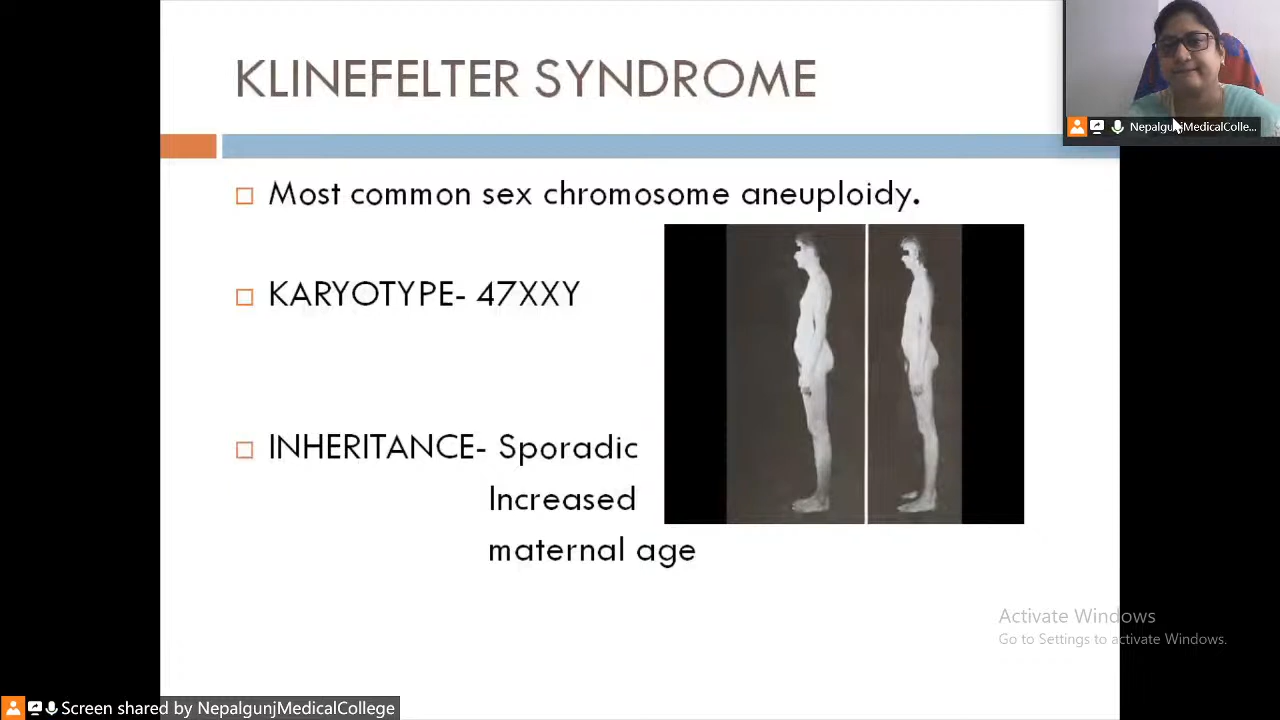 KLINEFELTER SYNDROME
NepalgunjMedicalColle...
Most common sex chromosome aneuploidy.
KARYOTYPE- 47XXY
INHERITANCE- Sporadic
Increased
maternal age
Activate Windows
Go to Settings to activate Windows.
Screen shared by NepalgunjMedicalCollege